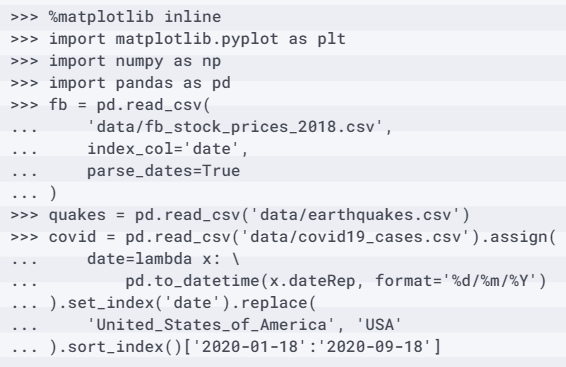 >>> %matplotlib inline
>>> import matplotlib.pyplot as plt
>>> import numpy as np
>>> import pandas as pd
>>> fb = pd.read_csv(
...     'data/fb_stock_prices_2018.csv',
...     index_col='date',
...     parse_dates=True
... )
>>> quakes = pd.read_csv('data/earthquakes.csv')
>>> covid = pd.read_csv('data/covid19_cases.csv').assign(
...     date=lambda x: \
...         pd.to_datetime(x.dateRep, format='%d/%m/%Y')
... ).set_index('date').replace(
...     'United_States_of_America', 'USA'
... ).sort_index()['2020-01-18':'2020-09-18']